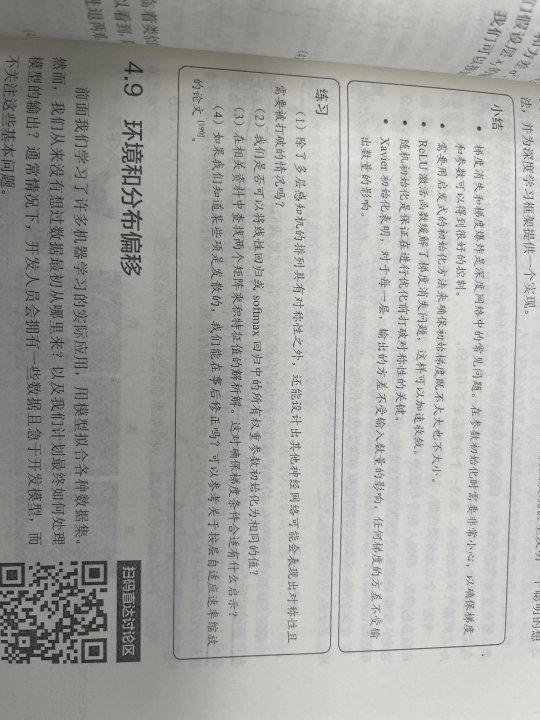 法，并为深度学习框架提供一个实现。
小结
• 梯度消失和梯度爆炸是深度网络中的常见问题。在参数初始化时需要非常小心，以确保梯度
和参数可以得到很好的控制。
• 需要用启发式的初始化方法来确保初始梯度既不太大也不太小。
• ReLU激活函数缓解了梯度消失问题，这样可以加速收敛。
• 随机初始化是保证在进行优化前打破对称性的关键。
• Xavier初始化表明，对于每一层，输出的方差不受输入数量的影响，任何梯度的方差不受输
出数量的影响。
练习
（1）除了多层感知机的排列具有对称性之外，还能设计出其他神经网络可能会表现出对称性且
需要被打破的情况吗？
（2）我们是否可以将线性回归或softmax回归中的所有权重参数初始化为相同的值？
（3）在相关资料中查找两个矩阵乘积特征值的解析解。这对确保梯度条件合适有什么启示？
（4）如果我们知道某些项是发散的，我们能在事后修正吗？可以参考关于按层自适应速率缩放
的论文[190]。
扫码直达讨论区
4.9 环境和分布偏移
前面我们学习了许多机器学习的实际应用，用模型拟合各种数据集。
然而，我们从来没有想过数据最初从哪里来？以及我们计划最终如何处理
模型的输出？通常情况下，开发人员会拥有一些数据且急于开发模型，而
不关注这些基本问题。